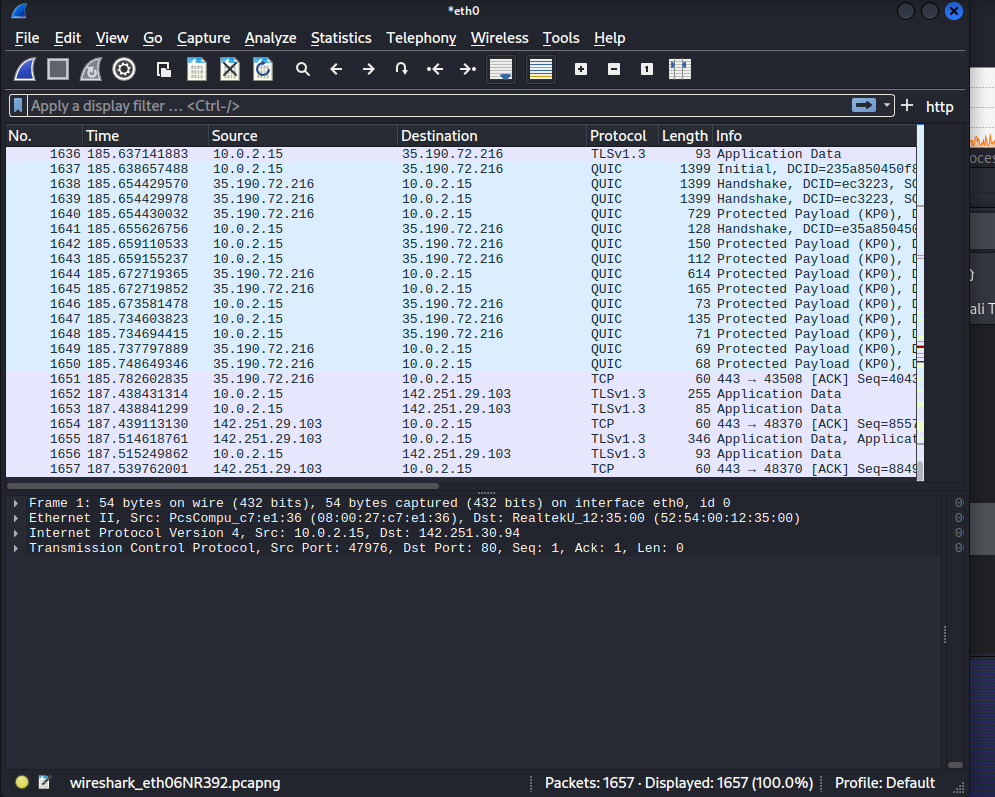 *eth0
File Edit View Go Capture Analyze Statistics Telephony Wireless Tools Help
Apply a display filter … <Ctrl-/> http
No. Time Source Destination Protocol Length Info
1636 185.637141883 10.0.2.15 35.190.72.216 TLSv1.3 93 Application Data
1637 185.638657488 10.0.2.15 35.190.72.216 QUIC 1399 Initial, DCID=235a850450f8
1638 185.654429570 35.190.72.216 10.0.2.15 QUIC 1399 Handshake, DCID=ec3223, SC
1639 185.654429978 35.190.72.216 10.0.2.15 QUIC 1399 Handshake, DCID=ec3223, SC
1640 185.654430032 35.190.72.216 10.0.2.15 QUIC 729 Protected Payload (KP0), D
1641 185.655626756 10.0.2.15 35.190.72.216 QUIC 128 Handshake, DCID=e35a850450
1642 185.659110533 10.0.2.15 35.190.72.216 QUIC 150 Protected Payload (KP0), D
1643 185.659155237 10.0.2.15 35.190.72.216 QUIC 112 Protected Payload (KP0), D
1644 185.672719365 35.190.72.216 10.0.2.15 QUIC 614 Protected Payload (KP0), D
1645 185.672719852 35.190.72.216 10.0.2.15 QUIC 165 Protected Payload (KP0), D
1646 185.673581478 10.0.2.15 35.190.72.216 QUIC 73 Protected Payload (KP0), D
1647 185.734603823 10.0.2.15 35.190.72.216 QUIC 135 Protected Payload (KP0), D
1648 185.734694415 10.0.2.15 35.190.72.216 QUIC 71 Protected Payload (KP0), D
1649 185.737797889 35.190.72.216 10.0.2.15 QUIC 69 Protected Payload (KP0), D
1650 185.748649346 35.190.72.216 10.0.2.15 QUIC 68 Protected Payload (KP0), D
1651 185.782602835 35.190.72.216 10.0.2.15 TCP 60 443 → 43508 [ACK] Seq=4043
1652 187.438431314 10.0.2.15 142.251.29.103 TLSv1.3 255 Application Data
1653 187.438841299 10.0.2.15 142.251.29.103 TLSv1.3 85 Application Data
1654 187.439113130 142.251.29.103 10.0.2.15 TCP 60 443 → 48370 [ACK] Seq=8557
1655 187.514618761 142.251.29.103 10.0.2.15 TLSv1.3 346 Application Data, Applicat
1656 187.515249862 10.0.2.15 142.251.29.103 TLSv1.3 93 Application Data
1657 187.539762001 142.251.29.103 10.0.2.15 TCP 60 443 → 48370 [ACK] Seq=8849
Frame 1: 54 bytes on wire (432 bits), 54 bytes captured (432 bits) on interface eth0, id 0
Ethernet II, Src: PcsCompu_c7:e1:36 (08:00:27:c7:e1:36), Dst: RealtekU_12:35:00 (52:54:00:12:35:00)
Internet Protocol Version 4, Src: 10.0.2.15, Dst: 142.251.30.94
Transmission Control Protocol, Src Port: 47976, Dst Port: 80, Seq: 1, Ack: 1, Len: 0
wireshark_eth06NR392.pcapng Packets: 1657 · Displayed: 1657 (100.0%) Profile: Default